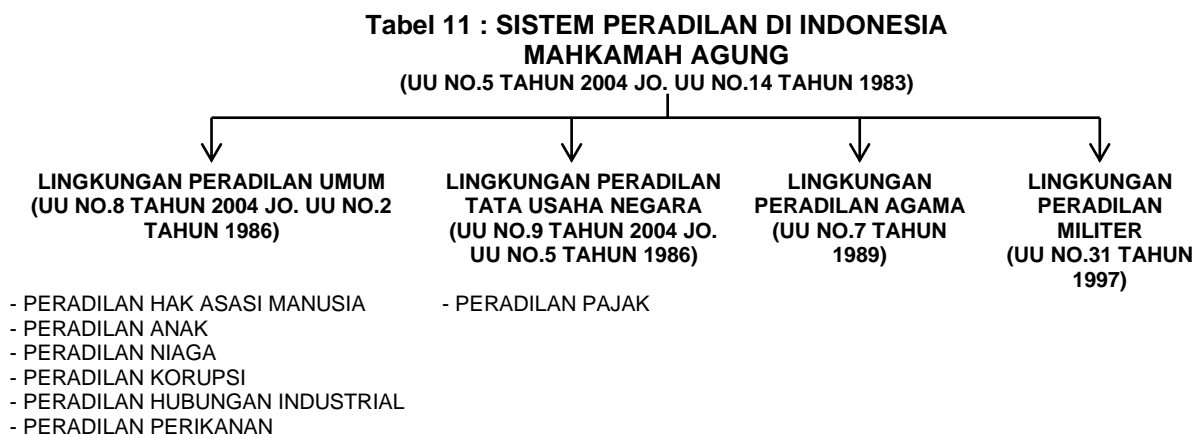 Tabel 11 : SISTEM PERADILAN DI INDONESIA
MAHKAMAH AGUNG
(UU NO.5 TAHUN 2004 JO. UU NO.14 TAHUN 1983)
LINGKUNGAN PERADILAN UMUM
(UU NO.8 TAHUN 2004 JO. UU NO.2
TAHUN 1986)
LINGKUNGAN PERADILAN
TATA USAHA NEGARA
(UU NO.9 TAHUN 2004 JO.
UU NO.5 TAHUN 1986)
LINGKUNGAN
PERADILAN AGAMA
(UU NO.7 TAHUN
1989)
LINGKUNGAN
PERADILAN
MILITER
(UU NO.31 TAHUN
1997)
- PERADILAN HAK ASASI MANUSIA
- PERADILAN ANAK
- PERADILAN NIAGA
- PERADILAN KORUPSI
- PERADILAN HUBUNGAN INDUSTRIAL
- PERADILAN PERIKANAN
- PERADILAN PAJAK